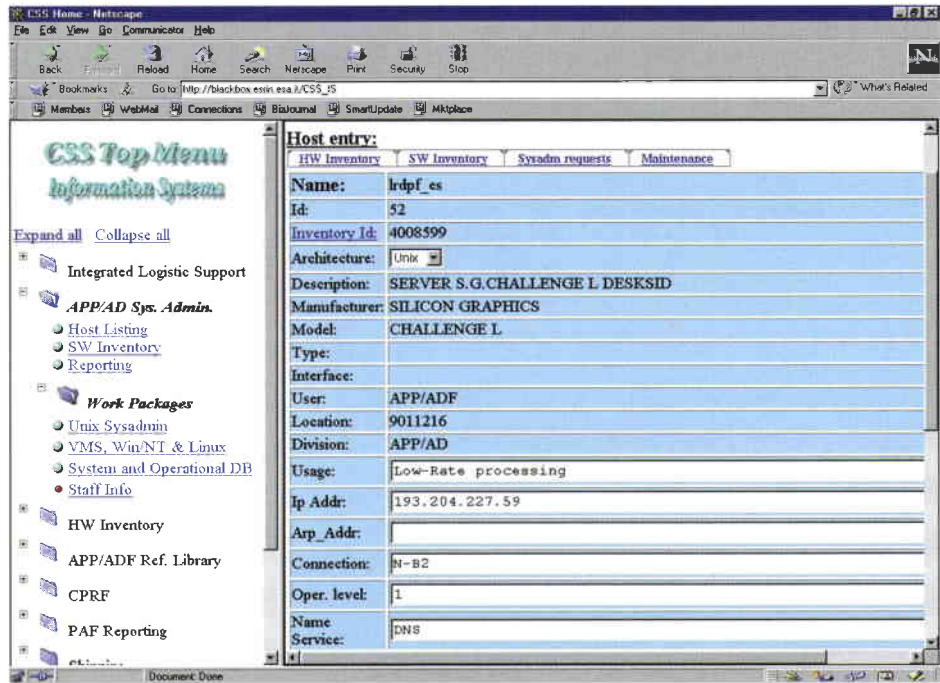 CSS Home - Netscape
File Edit View Go Communicator Help
Back Forward Reload Home Search Netscape Print Security Stop
Bookmarks Go to: What's Related
Members WebMail Connections BizJournal SmartUpdate Mktplace
CSS Top Menu
Information Systems
Expand all Collapse all
Integrated Logistic Support
APP/AD Sys. Admin.
Host Listing
SW Inventory
Reporting
Work Packages
Unix Sysadmin
VMS, Win/NT & Linux
System and Operational DB
Staff Info
HW Inventory
APP/ADF Ref. Library
CPRF
PAF Reporting
Host entry:
HW Inventory SW Inventory Sysadm requests Maintenance
Name: lrdpf_es
Id: 52
Inventory Id: 4008599
Architecture: Unix
Description: SERVER S.G.CHALLENGE L DESKSID
Manufacturer: SILICON GRAPHICS
Model: CHALLENGE L
Type:
Interface:
User: APP/ADF
Location: 9011216
Division: APP/AD
Usage: Low-Rate processing
Ip Addr: 193.204.227.59
Arp_Addr:
Connection: N-B2
Oper. level: 1
Name
Service: DNS
Document: Done